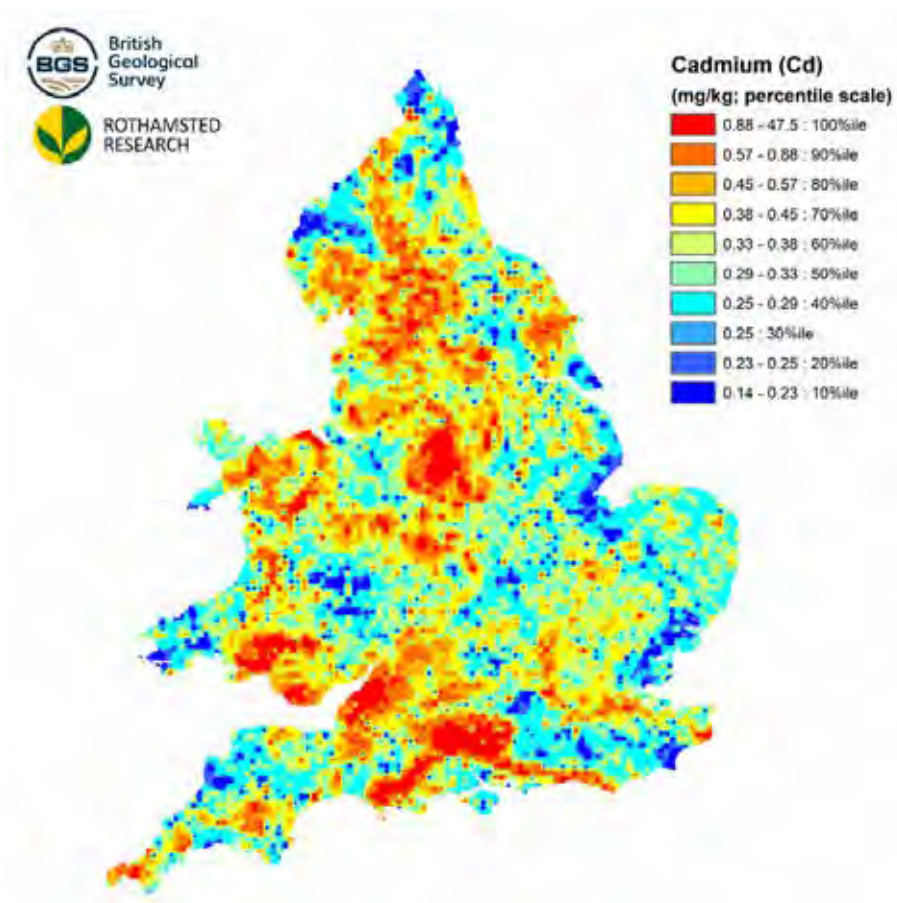 BGS
British
Geological
Survey
ROTHAMSTED
RESEARCH
Cadmium (Cd)
(mg/kg; percentile scale)
0.88 - 47.5 : 100%ile
0.57 - 0.88 : 90%ile
0.45 - 0.57 : 80%ile
0.38 - 0.45 : 70%ile
0.33 - 0.38 : 60%ile
0.29 - 0.33 : 50%ile
0.25 - 0.29 : 40%ile
0.25 : 30%ile
0.23 - 0.25 : 20%ile
0.14 - 0.23 : 10%ile